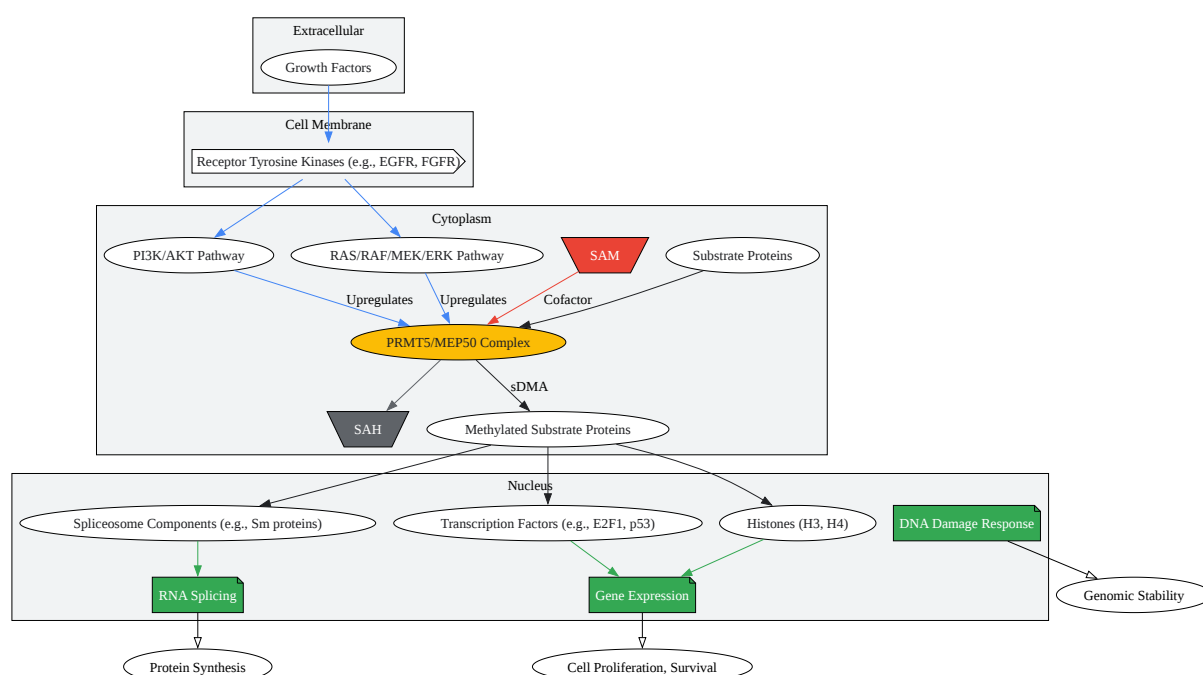 Extracellular
Growth Factors
Cell Membrane
Receptor Tyrosine Kinases (e.g., EGFR, FGFR)
Cytoplasm
PI3K/AKT Pathway
RAS/RAF/MEK/ERK Pathway
SAM
Substrate Proteins
Upregulates
Upregulates
Cofactor
PRMT5/MEP50 Complex
sDMA
SAH
Methylated Substrate Proteins
Nucleus
Spliceosome Components (e.g., Sm proteins)
Transcription Factors (e.g., E2F1, p53)
Histones (H3, H4)
DNA Damage Response
RNA Splicing
Gene Expression
Genomic Stability
Protein Synthesis
Cell Proliferation, Survival